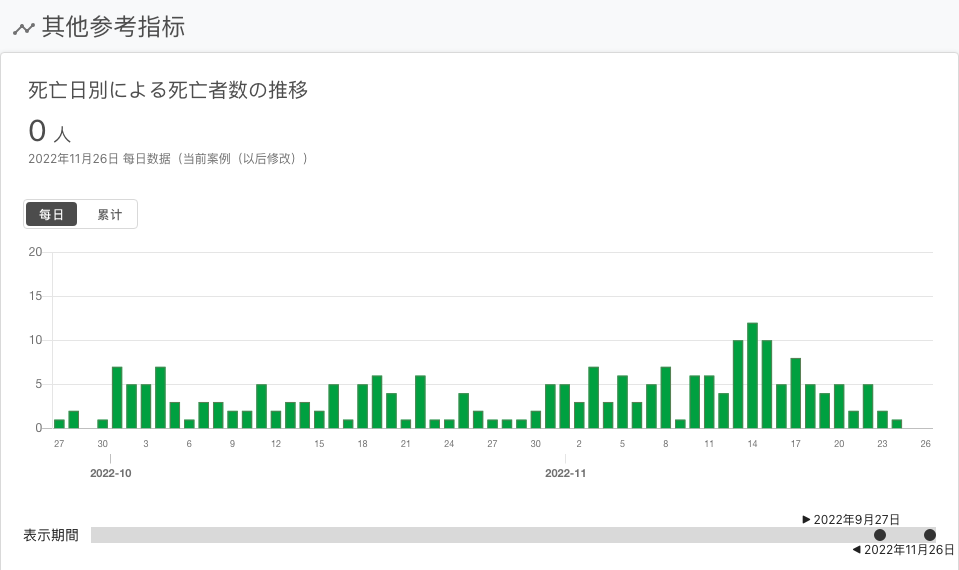 其他参考指标
死亡日別による死亡者数の推移
0 人
2022年11月26日 每日数据（当前案例（以后修改））
每日 累计
20
15
10
5
0
27 30 3 6 9 12 15 18 21 24 27 30 2 5 8 11 14 17 20 23 26
2022-10 2022-11
2022年9月27日
表示期間
2022年11月26日